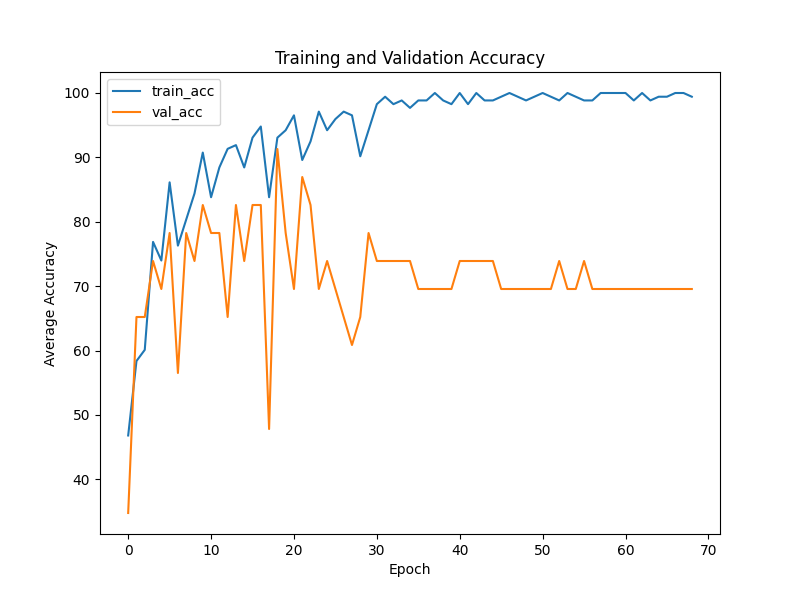 Training and Validation Accuracy
train_acc
val_acc
100
90
80
70
60
50
40
Average Accuracy
0 10 20 30 40 50 60 70
Epoch